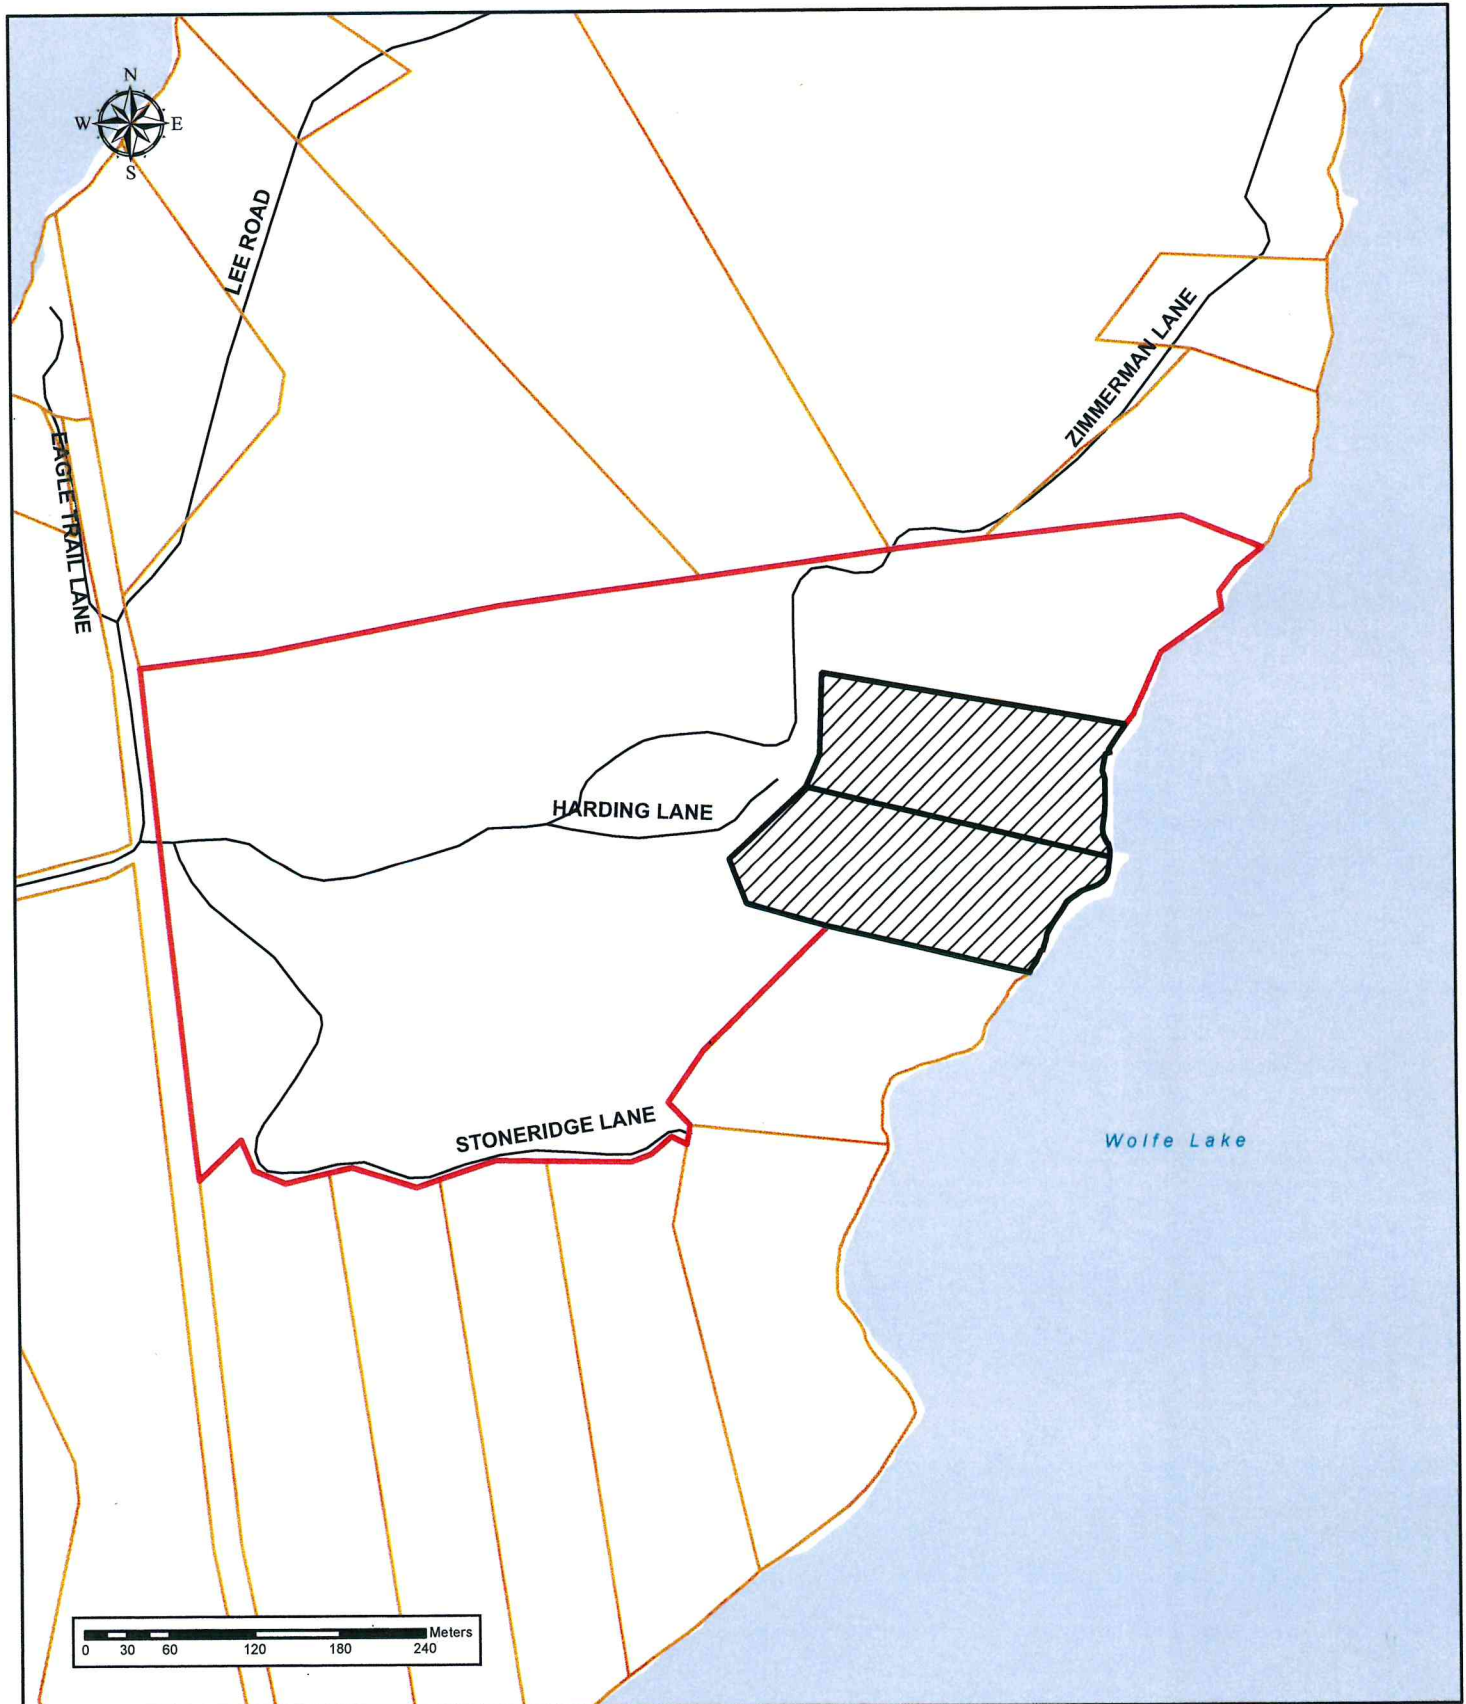 N
W E
S
LEE ROAD
ZIMMERMAN LANE
EAGLE TRAIL LANE
HARDING LANE
STONERIDGE LANE
Wolfe Lake
Meters
0 30 60 120 180 240